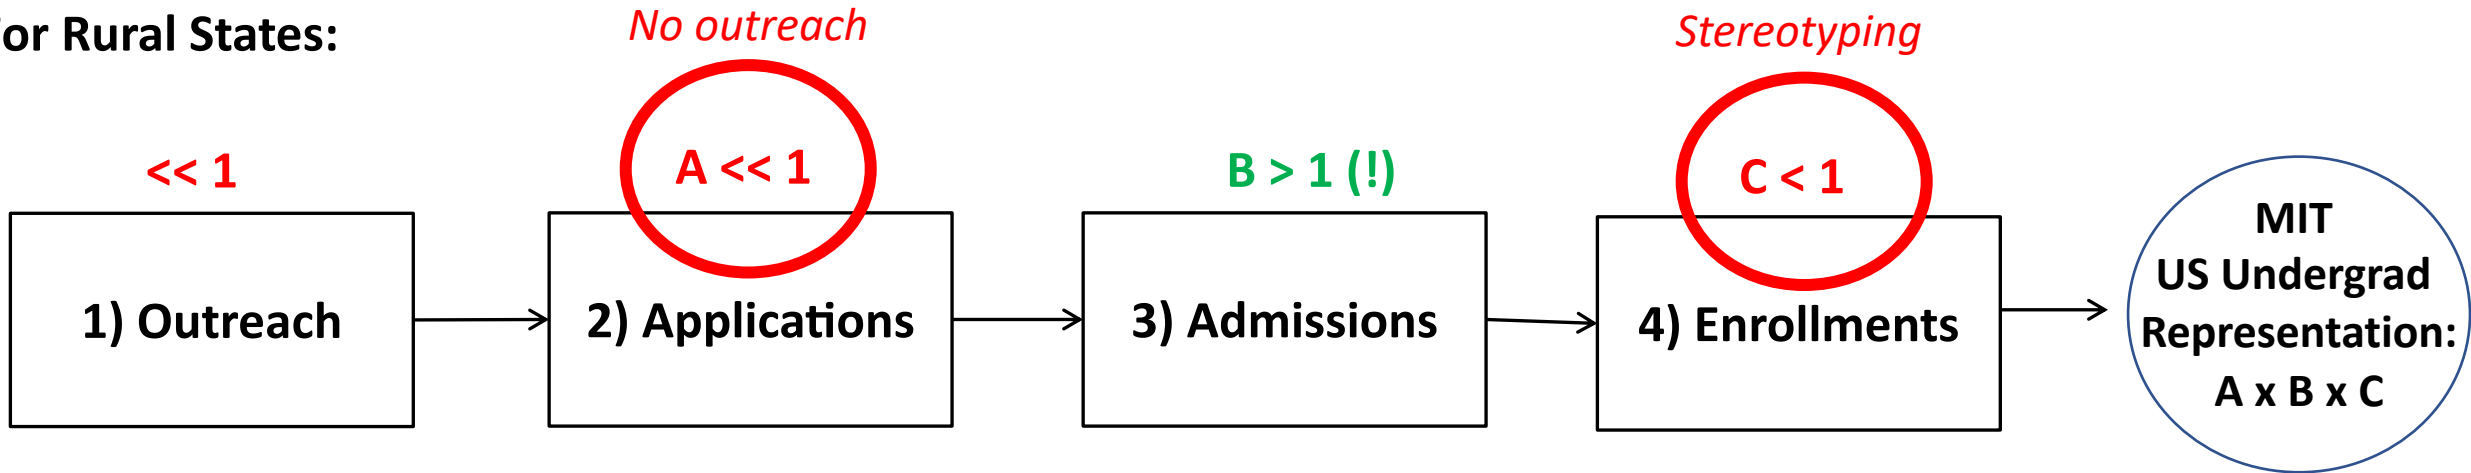 or Rural States:
No outreach
Stereotyping
<< 1
A << 1
B > 1 (!)
C < 1
1) Outreach
2) Applications
3) Admissions
4) Enrollments
MIT
US Undergrad
Representation:
A x B x C